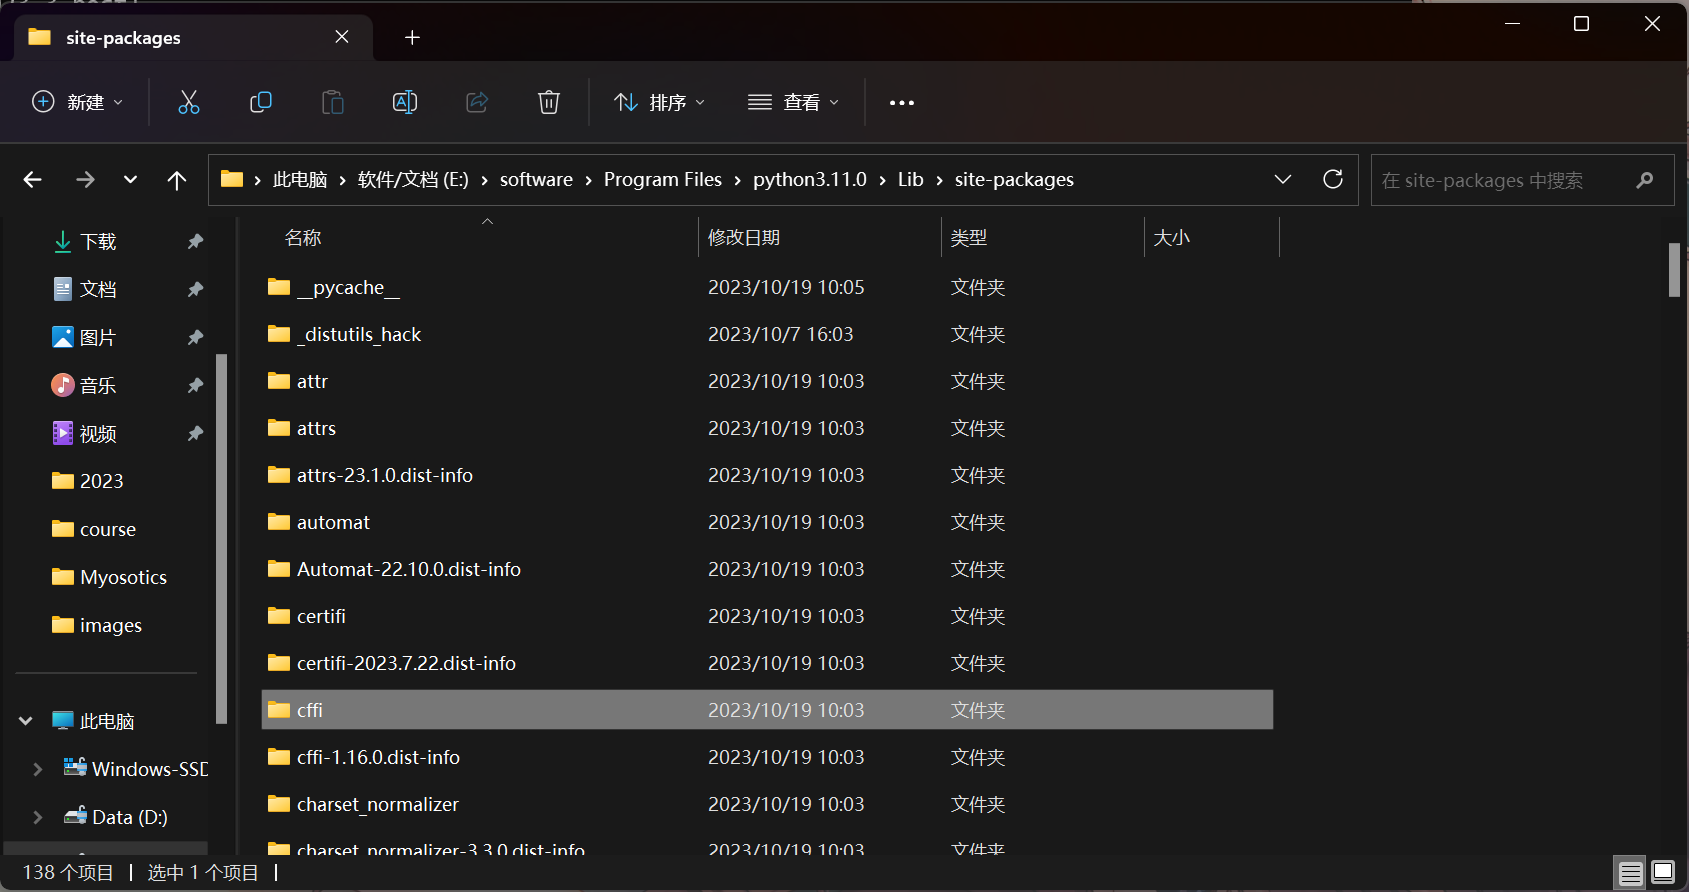 site-packages
新建
排序
查看
此电脑 › 软件/文档 (E:) › software › Program Files › python3.11.0 › Lib › site-packages
在 site-packages 中搜索
下载
文档
图片
音乐
视频
2023
course
Myosotics
images
此电脑
Windows-SSD
Data (D:)
名称 修改日期 类型 大小
__pycache__ 2023/10/19 10:05 文件夹
_distutils_hack 2023/10/7 16:03 文件夹
attr 2023/10/19 10:03 文件夹
attrs 2023/10/19 10:03 文件夹
attrs-23.1.0.dist-info 2023/10/19 10:03 文件夹
automat 2023/10/19 10:03 文件夹
Automat-22.10.0.dist-info 2023/10/19 10:03 文件夹
certifi 2023/10/19 10:03 文件夹
certifi-2023.7.22.dist-info 2023/10/19 10:03 文件夹
cffi 2023/10/19 10:03 文件夹
cffi-1.16.0.dist-info 2023/10/19 10:03 文件夹
charset_normalizer 2023/10/19 10:03 文件夹
charset_normalizer-3.3.0.dist-info 2023/10/19 10:03 文件夹
138 个项目 | 选中 1 个项目 |